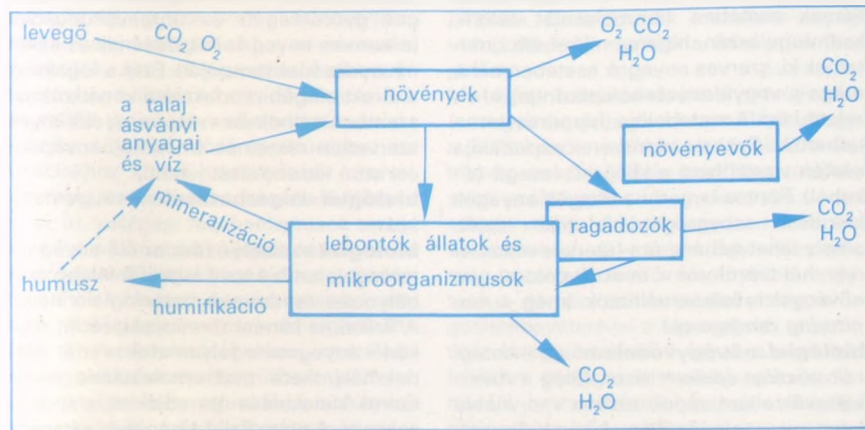 levegő CO₂ O₂
O₂ CO₂
H₂O
CO₂
H₂O
növények
a talaj
ásványi
anyagai
és víz
növényevők
mineralizáció
lebontók állatok és
mikroorganizmusok
ragadozók
CO₂
H₂O
humusz
humifikáció
CO₂
H₂O